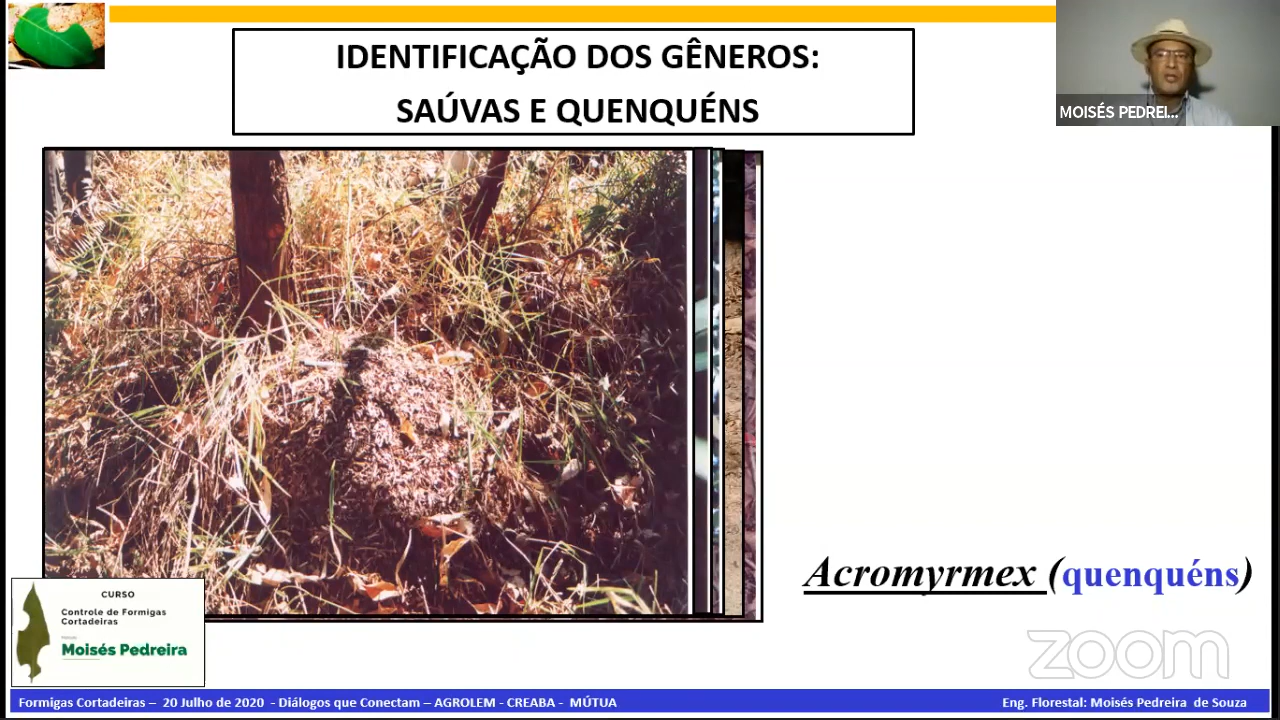 IDENTIFICAÇÃO DOS GÊNEROS:
SAÚVAS E QUENQUÉNS
MOISÉS PEDREI...
Acromyrmex (quenquéns)
CURSO
Controle de Formigas
Cortadeiras
Moisés Pedreira
zoom
Formigas Cortadeiras – 20 Julho de 2020 - Diálogos que Conectam – AGROLEM - CREABA - MÚTUA
Eng. Florestal: Moisés Pedreira de Souza